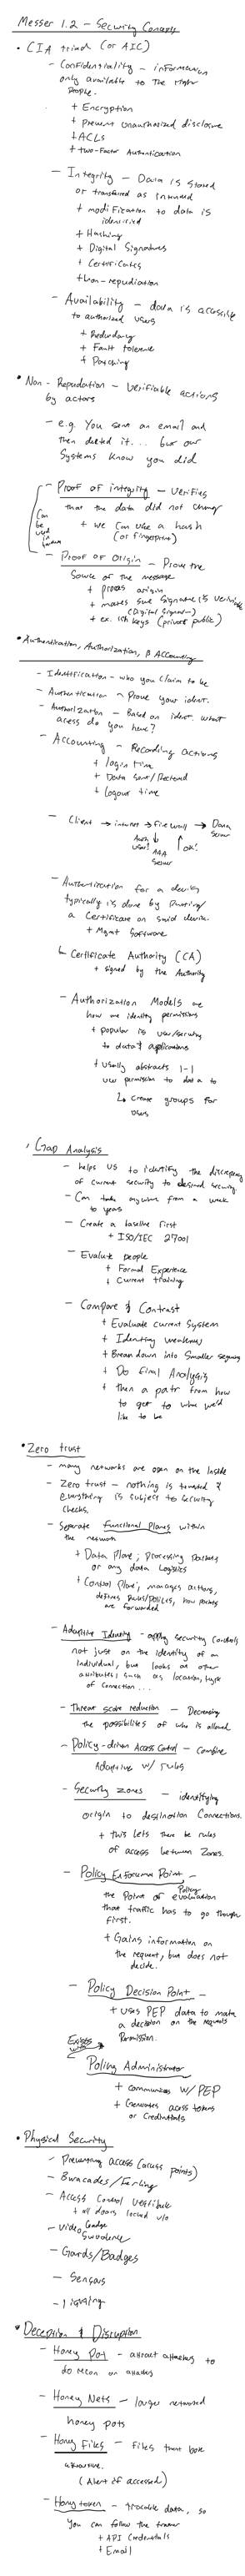 Messer 1.2 - Security Concepts
• CIA triad (or AIC)
- Confidentiality - information
only available to the right
people.
+ Encryption
+ prevent unauthorized disclosure
+ ACLs
+ two-Factor Authentication
- Integrity - Data is stored
or transferred as intended
+ modification to data is
identified
+ Hashing
+ Digital Signatures
+ Certificates
+ Non-repudiation
- Availability - data is accessible
to authorized users
+ Redundancy
+ Fault tolerance
+ Patching
• Non-Repudiation - Verifiable actions
by actors
- e.g. You sent an email and
then deleted it... but our
systems know you did
- Proof of integrity - verifies
that the data did not change
+ we can use a hash
(or fingerprint)
Can
be
used
in
- Proof of Origin - Prove the
source of the message
+ proves origin
+ makes sure signature is
(Digital Signature)
+ ex. ssh keys (private public)
• Authentication, Authorization, & Accounting
- Identification - who you claim to be
- Authentication - Prove your ident.
- Authorization - Based on ident. what
access do you have?
- Accounting - Recording actions
+ login time
+ Data Sent/Received
+ logout time
- Client → internet → Firewall → Data
Server
Auth
user?
AAA
Server
OK!
- Authentication for a device
typically is done by putting
a Certificate on said device
+ Mgmt Software
↳ Certificate Authority (CA)
+ signed by the Authority
- Authorization Models are
how we identify permissions
+ popular is user/services
to data & applications
+ usually abstracts 1-1
user permission to data to
↳ create groups for
users
• Gap Analysis
- helps us to identify the discrepency
of current security to desired security.
- Can take anywhere from a week
to years
- Create a baseline first
+ ISO/IEC 27001
- Evaluate people
+ Formal Experience
+ Current training
- Compare & Contrast
+ Evaluate current system
+ Identify weakness
+ Break down into smaller segments
+ Do final Analysis
+ then a path from how
to get to where we'd
like to be
• Zero trust
- many networks are open on the inside
- Zero trust - nothing is trusted &
everything is subject to security
checks.
- Separate functional Planes within
the network
+ Data Plane; processing packets
or any data logistics
+ Control Plane; manages actions,
defines Rules/policies, how packets
are forwarded
- Adaptive Identity - apply security controls
not just on the identity of an
individual, but looks at other
attributes; such as location, type
of connection...
- Threat scope reduction - Decreasing
the possibilities of who is allowed
- Policy-driven Access Control - Combine
Adaptive w/ rules
- Security zones - identifying
origin to destination connections.
+ this lets there be rules
of access between zones.
- Policy Enforcement Point -
the Point of Policy evaluation
that traffic has to go through
first.
+ Gains information on
the request, but does not
decide.
- Policy Decision Point -
+ uses PEP data to make
a decision on the requests
Permission.
Exists
with
Policy Administrator
+ communicates w/ PEP
+ Generates access tokens
or Credentials
• Physical Security
- Preventing access (access points)
- Baracades/Fencing
- Access Control vestibule
+ all doors locked w/o
badge
- Video Surveilence
- Gards/Badges
- Sensors
- Lighting
• Deception & Disruption
- Honey Pot - attract attackers to
do recon on attackers
- Honey Nets - larger networked
honey pots
- Honey Files - files that
(Alert if accessed)
- Honeytoken - tracable data, so
you can follow the
+ API Credentials
+ Email